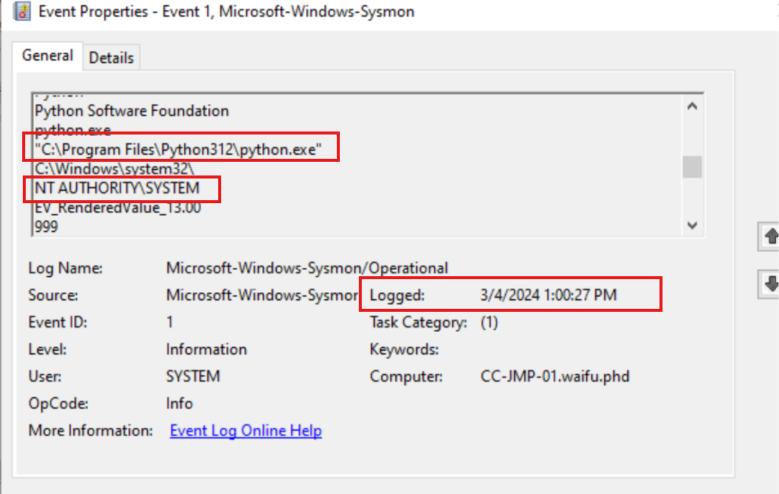 Event Properties - Event 1, Microsoft-Windows-Sysmon
General Details
Python Software Foundation
python.exe
"C:\Program Files\Python312\python.exe"
C:\Windows\system32\
NT AUTHORITY\SYSTEM
EV_RenderedValue_13.00
999
Log Name: Microsoft-Windows-Sysmon/Operational
Source: Microsoft-Windows-Sysmon Logged: 3/4/2024 1:00:27 PM
Event ID: 1 Task Category: (1)
Level: Information Keywords:
User: SYSTEM Computer: CC-JMP-01.waifu.phd
OpCode: Info
More Information: Event Log Online Help